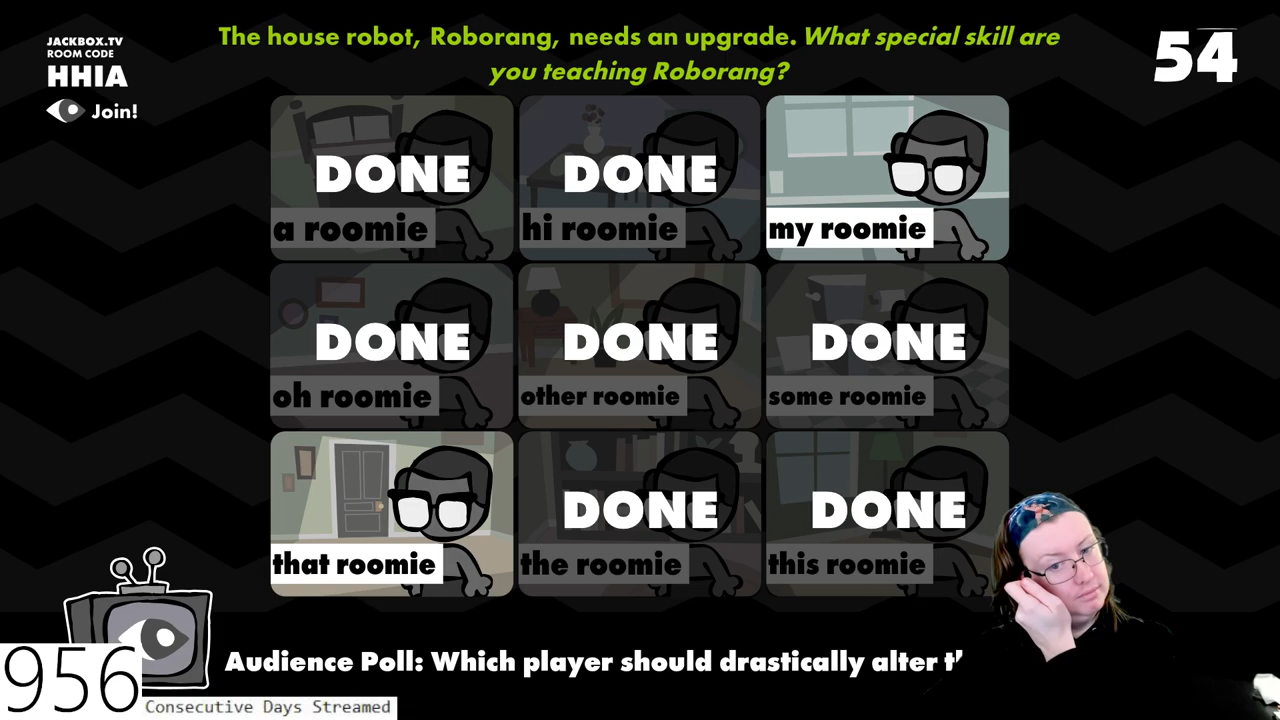 JACKBOX.TV
ROOM CODE
HHIA
Join!
The house robot, Roborang, needs an upgrade. What special skill are
you teaching Roborang?
54
DONE
a roomie
DONE
hi roomie
my roomie
DONE
oh roomie
DONE
other roomie
DONE
some roomie
that roomie
DONE
the roomie
DONE
this roomie
Audience Poll: Which player should drastically alter
956
Consecutive Days Streamed